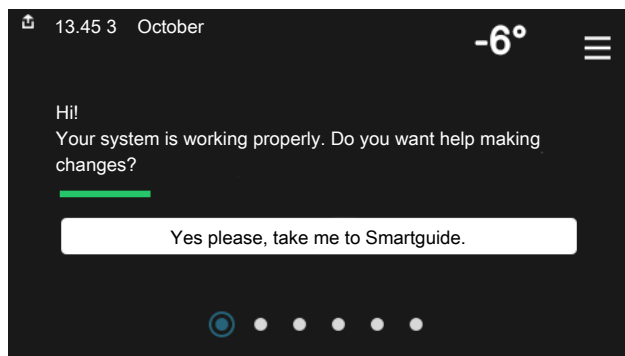 13.45 3 October
-6°
Hi!
Your system is working properly. Do you want help making
changes?
Yes please, take me to Smartguide.